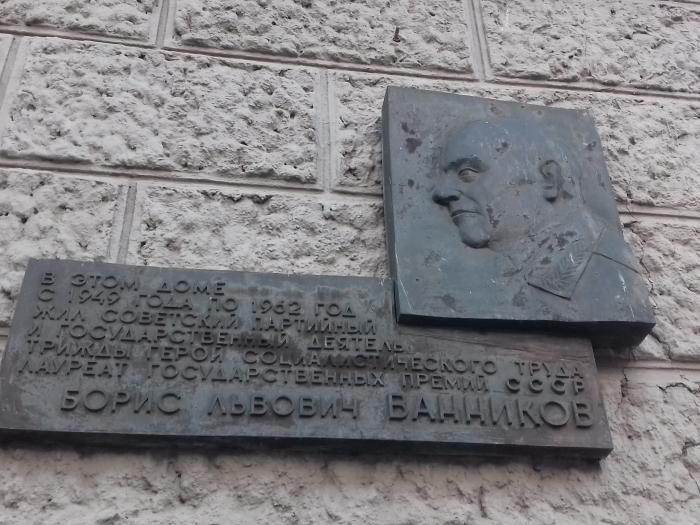 В ЭТОМ ДОМЕ
С 1949 ГОДА ПО 1962 ГОД
ЖИЛ СОВЕТСКИЙ ПАРТИЙНЫЙ
И ГОСУДАРСТВЕННЫЙ ДЕЯТЕЛЬ
ТРИЖДЫ ГЕРОЙ СОЦИАЛИСТИЧЕСКОГО ТРУДА
ЛАУРЕАТ ГОСУДАРСТВЕННЫХ ПРЕМИЙ СССР
БОРИС ЛЬВОВИЧ ВАННИКОВ